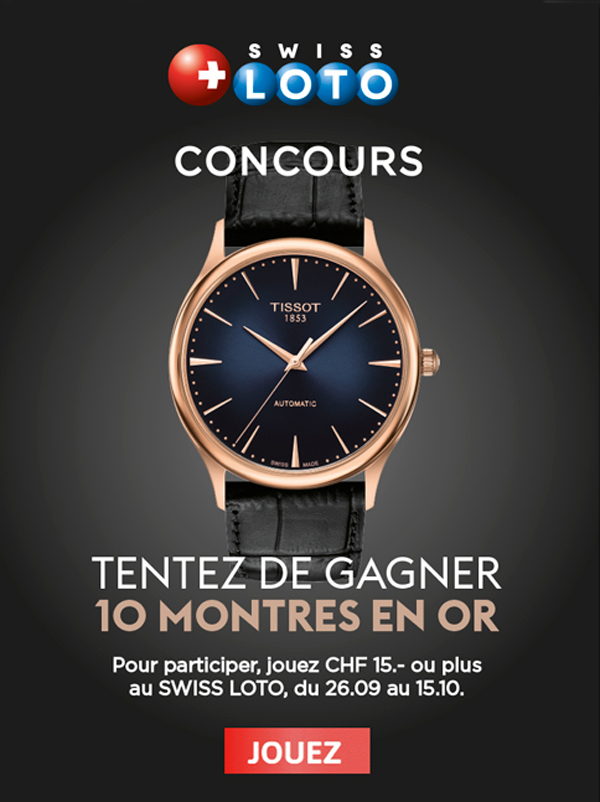 SWISS
LOTO
CONCOURS
TISSOT
1853
AUTOMATIC
SWISS MADE
TENTEZ DE GAGNER
10 MONTRES EN OR
Pour participer, jouez CHF 15.- ou plus
au SWISS LOTO, du 26.09 au 15.10.
JOUEZ